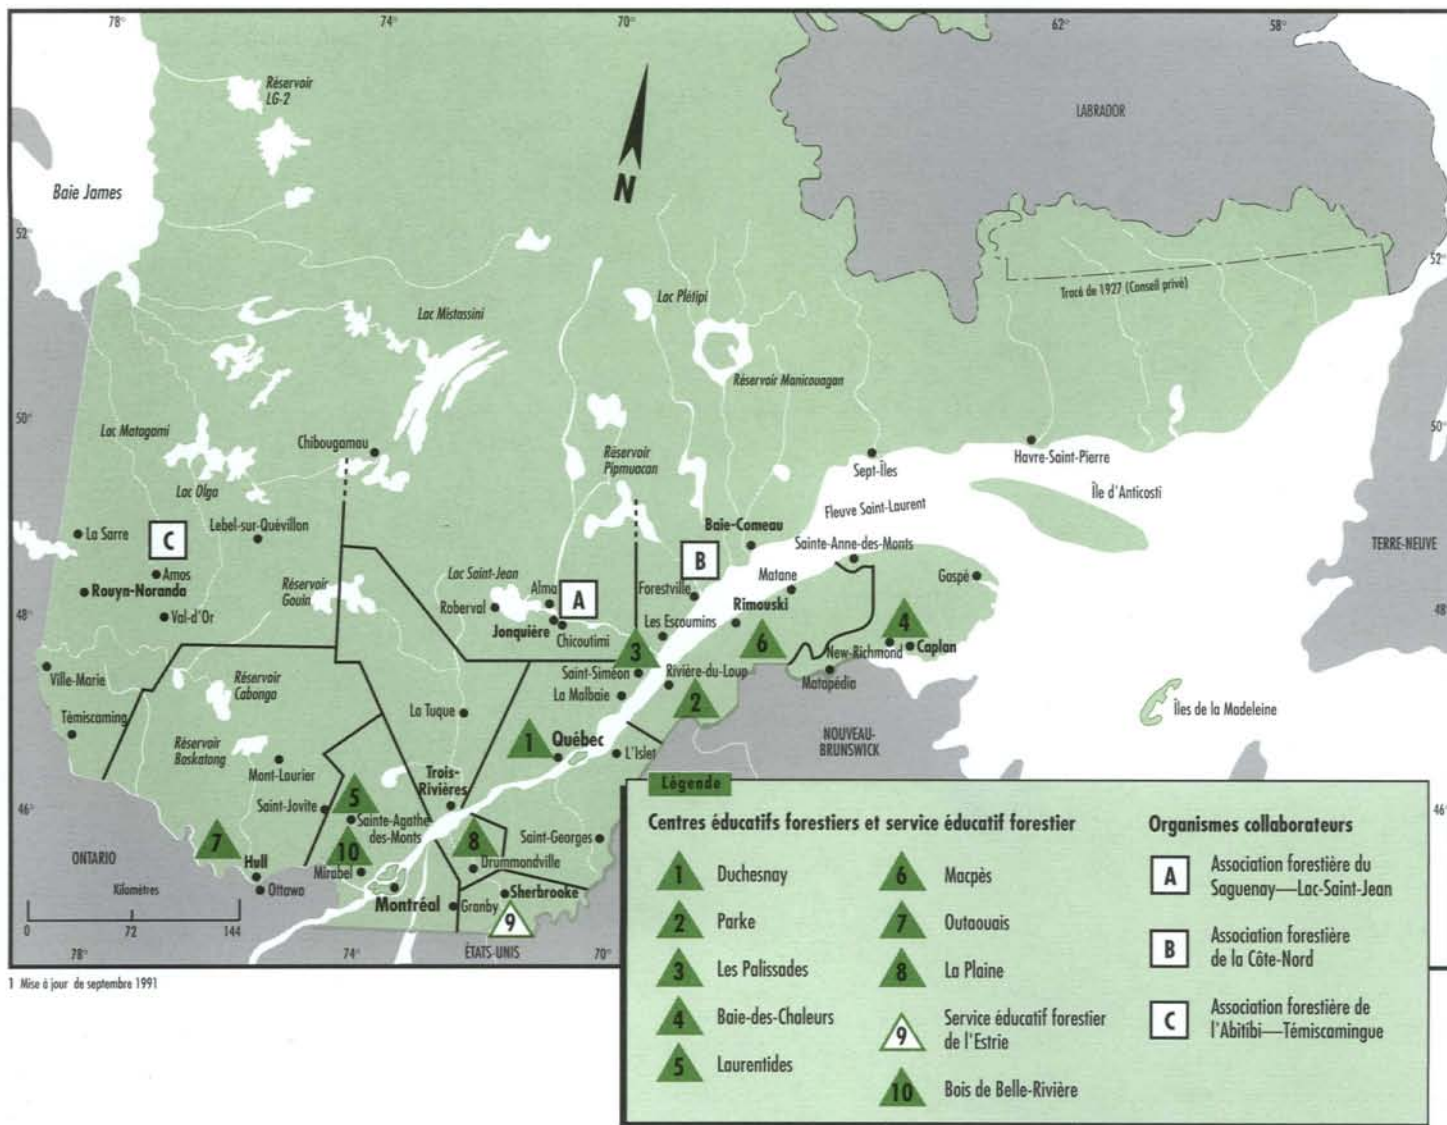 78°
74°
70°
62°
58°
Réservoir
LG-2
LABRADOR
Baie James
N
52°
52°
Tracé de 1927 (Conseil privé)
Lac Plétipi
Lac Mistassini
Réservoir Manicouagan
50°
50°
Lac Matagami
Chibougamau
Réservoir
Pipmuacan
Sept-Îles
Havre-Saint-Pierre
Lac Olga
Île d'Anticosti
Fleuve Saint-Laurent
La Sarre
C
Lebel-sur-Quévillon
Baie-Comeau
Sainte-Anne-des-Monts
TERRE-NEUVE
B
Amos
Rouyn-Noranda
Réservoir
Gouin
Lac Saint-Jean
Alma
A
Forestville
Matane
Gaspé
48°
48°
Val-d'Or
Roberval
Jonquière
Chicoutimi
Les Escoumins
Rimouski
4
3
6
New-Richmond
Caplan
Ville-Marie
Saint-Siméon
Rivière-du-Loup
Matapédia
Réservoir
Cabonga
La Malbaie
2
Îles de la Madeleine
Témiscaming
La Tuque
NOUVEAU-
BRUNSWICK
Réservoir
Baskatong
1
Québec
L'Islet
Mont-Laurier
Trois-
Rivières
5
Saint-Jovite
46°
46°
Sainte-Agathe
des-Monts
7
10
8
Saint-Georges
ONTARIO
Hull
Mirabel
Drummondville
Kilomètres
Ottawa
Montréal
Granby
Sherbrooke
9
0
72
144
78°
74°
ÉTATS-UNIS
70°
1 Mise à jour de septembre 1991
Légende
Centres éducatifs forestiers et service éducatif forestier
1 Duchesnay
2 Parke
3 Les Palissades
4 Baie-des-Chaleurs
5 Laurentides
6 Macpès
7 Outaouais
8 La Plaine
9 Service éducatif forestier
de l'Estrie
10 Bois de Belle-Rivière
Organismes collaborateurs
A Association forestière du
Saguenay—Lac-Saint-Jean
B Association forestière
de la Côte-Nord
C Association forestière de
l'Abitibi—Témiscamingue